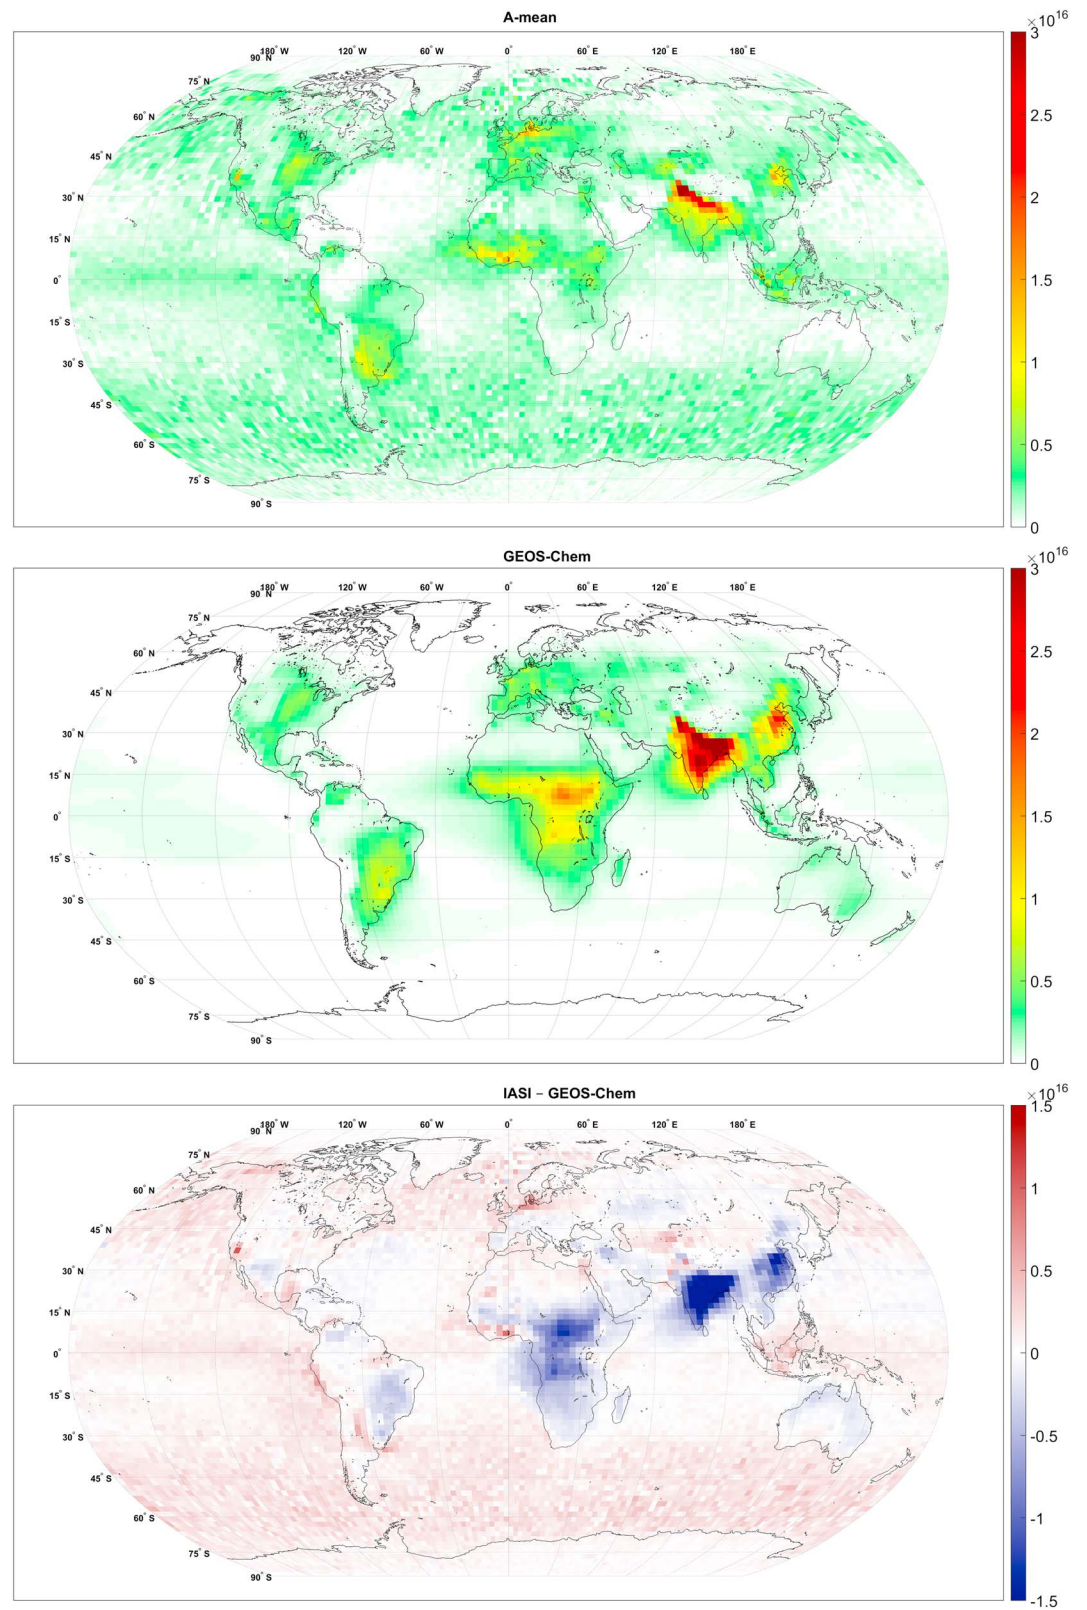 A-mean
×10^16
180° W 120° W 60° W 0° 60° E 120° E 180° E
90° N
75° N
60° N
45° N
30° N
15° N
0°
15° S
30° S
45° S
60° S
75° S
90° S
3
2.5
2
1.5
1
0.5
0
GEOS-Chem
×10^16
180° W 120° W 60° W 0° 60° E 120° E 180° E
90° N
75° N
60° N
45° N
30° N
15° N
0°
15° S
30° S
45° S
60° S
75° S
90° S
3
2.5
2
1.5
1
0.5
0
IASI − GEOS-Chem
×10^16
180° W 120° W 60° W 0° 60° E 120° E 180° E
90° N
75° N
60° N
45° N
30° N
15° N
0°
15° S
30° S
45° S
60° S
75° S
90° S
1.5
1
0.5
0
-0.5
-1
-1.5